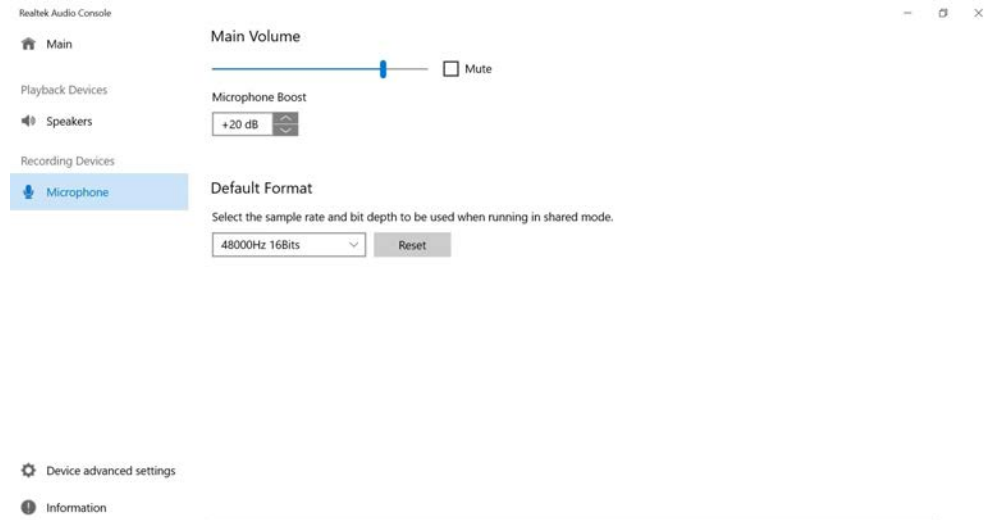 Realtek Audio Console
Main
Playback Devices
Speakers
Recording Devices
Microphone
Device advanced settings
Information
Main Volume
Mute
Microphone Boost
+20 dB
Default Format
Select the sample rate and bit depth to be used when running in shared mode.
48000Hz 16Bits
Reset